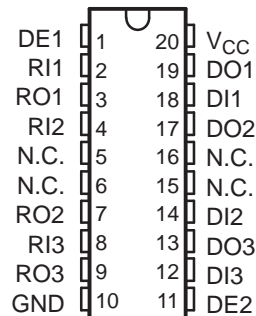 DE1 1 20 VCC
RI1 2 19 DO1
RO1 3 18 DI1
RI2 4 17 DO2
N.C. 5 16 N.C.
N.C. 6 15 N.C.
RO2 7 14 DI2
RI3 8 13 DO3
RO3 9 12 DI3
GND 10 11 DE2